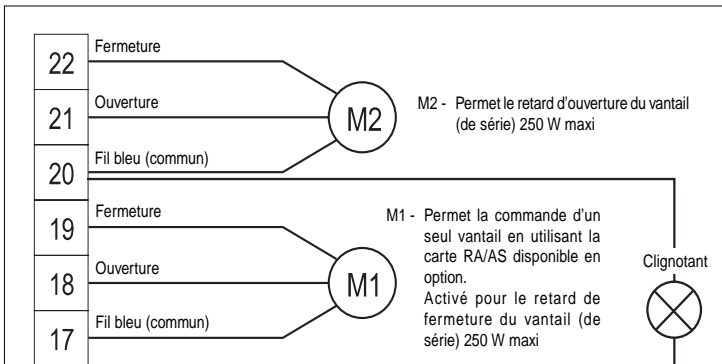 22
Fermeture
21
Ouverture
20
Fil bleu (commun)
M2
M2 - Permet le retard d'ouverture du vantail
(de série) 250 W maxi
19
Fermeture
18
Ouverture
17
Fil bleu (commun)
M1
M1 - Permet la commande d'un
seul vantail en utilisant la
carte RA/AS disponible en
option.
Activé pour le retard de
fermeture du vantail (de
série) 250 W maxi
Clignotant